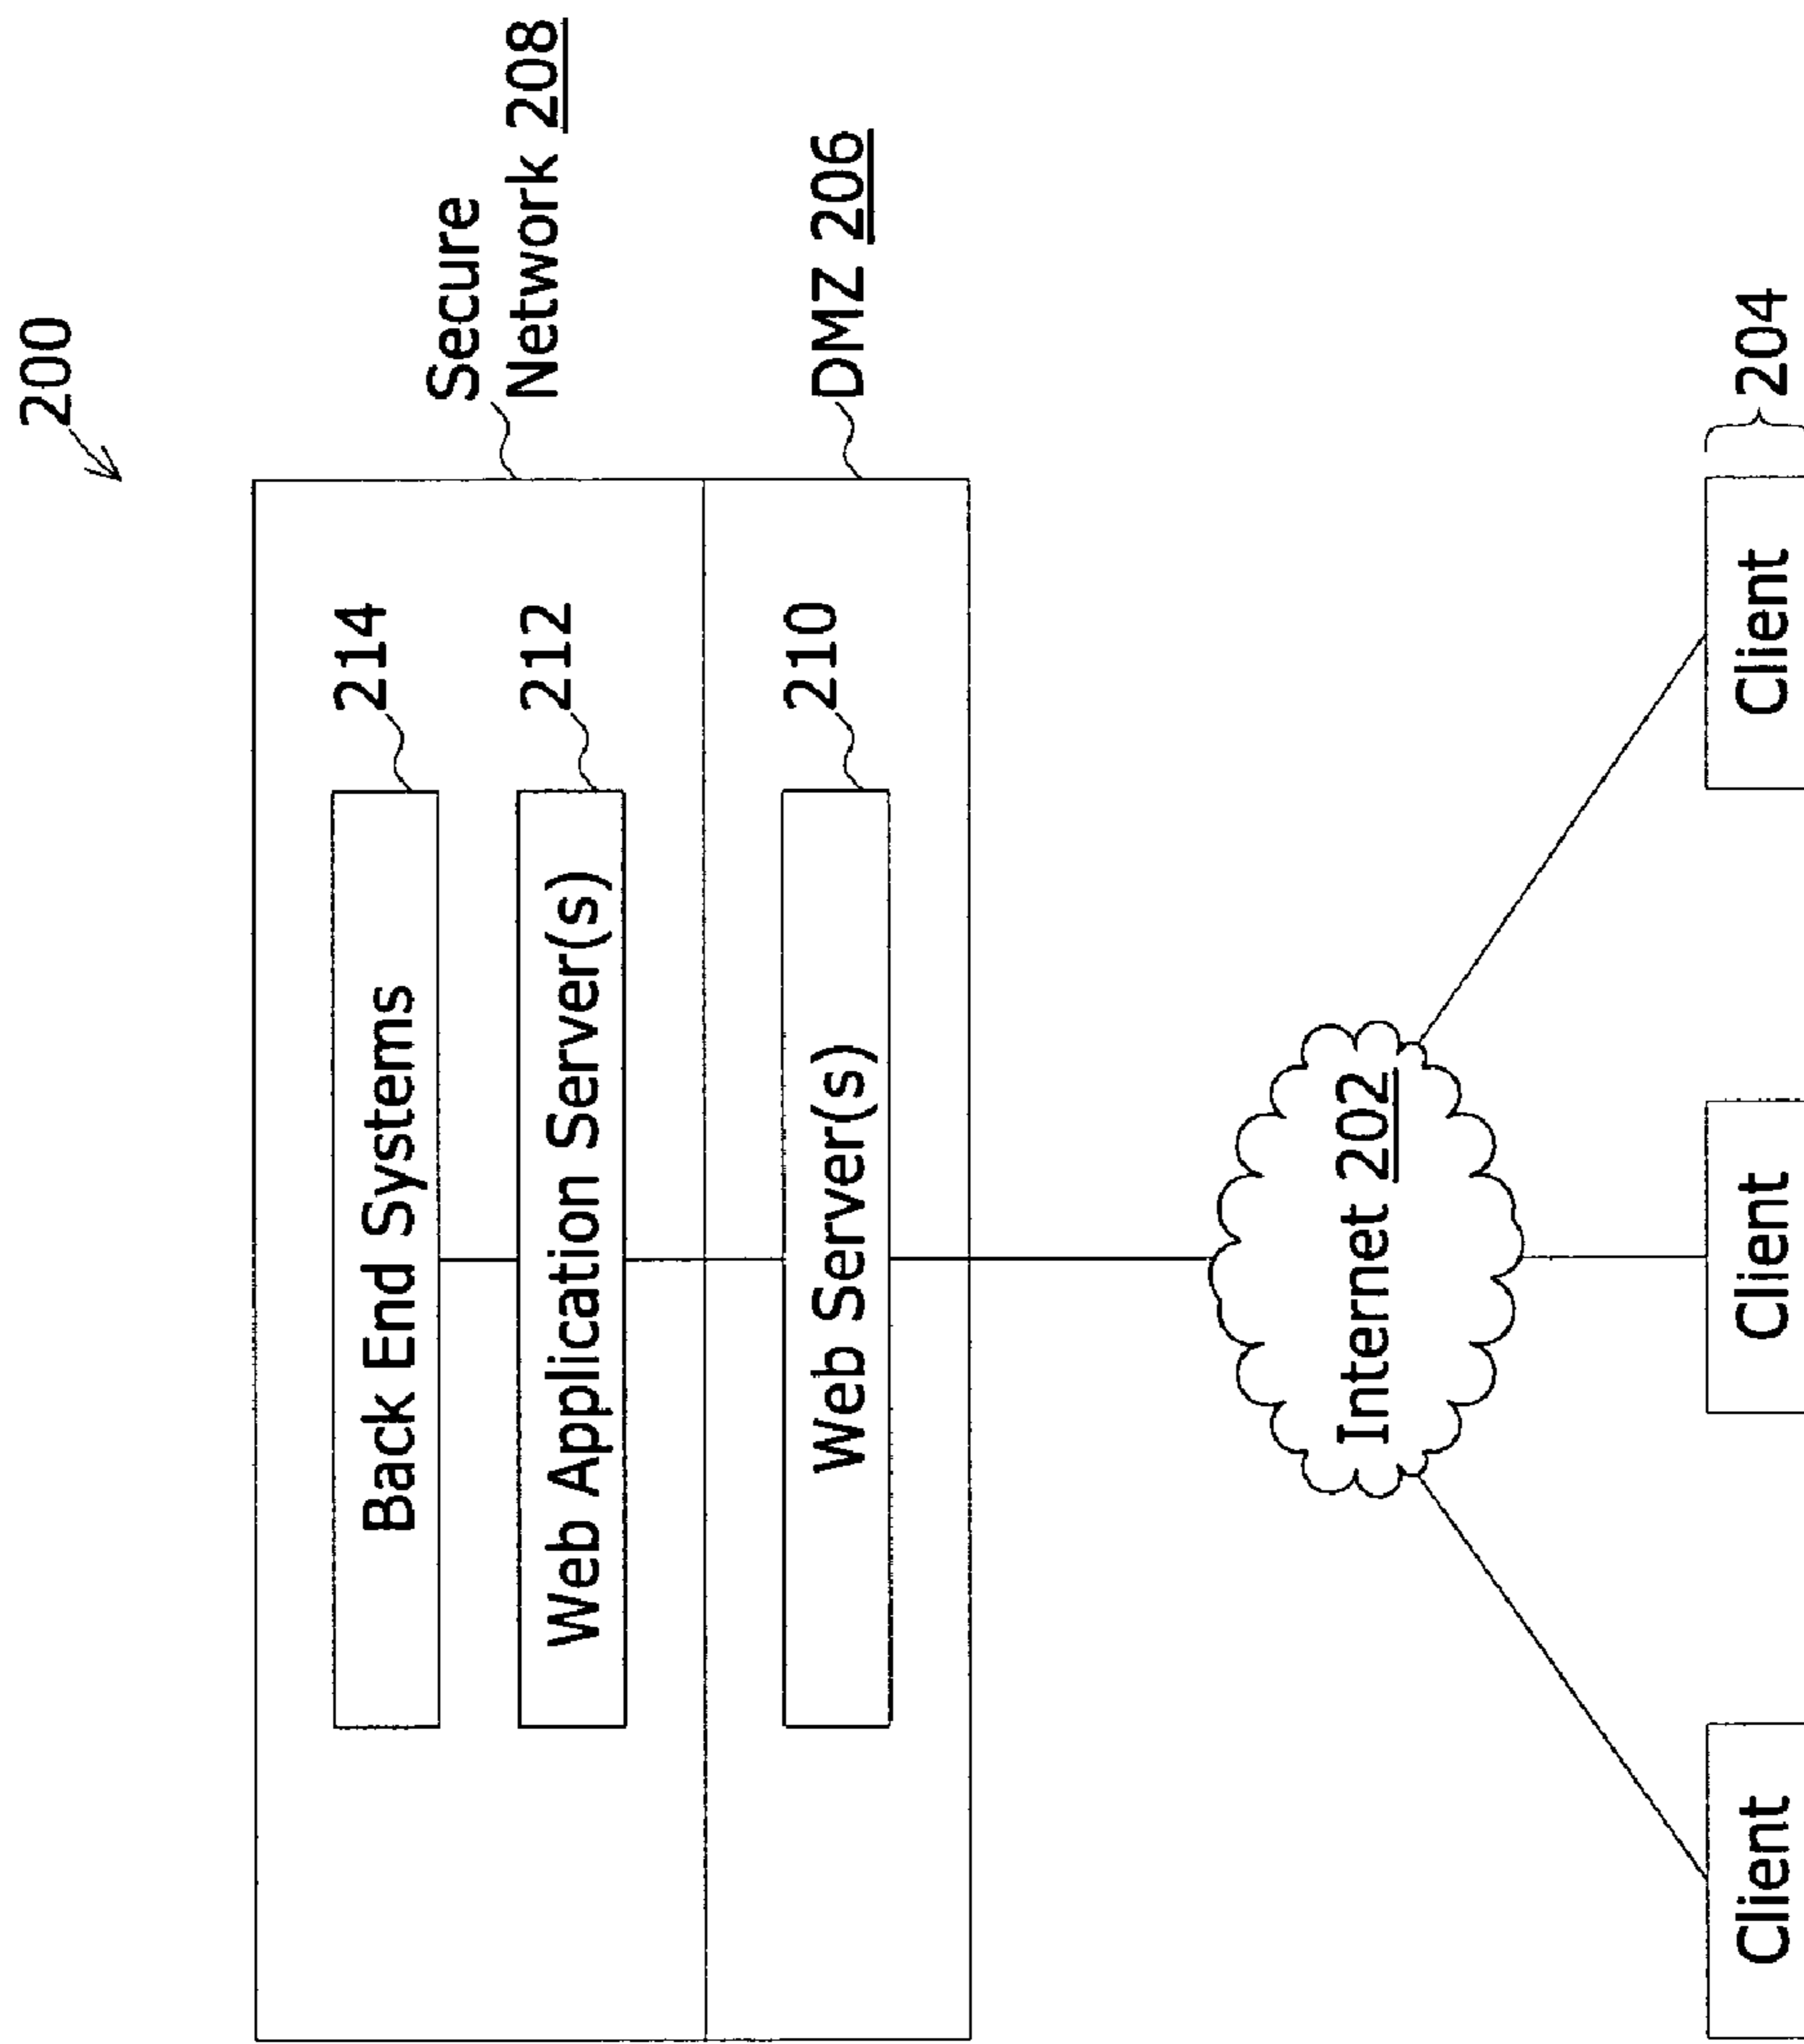 200
Secure
Network 208
214
Back End Systems
212
Web Application Server(s)
DMZ 206
210
Web Server(s)
Internet 202
204
Client
Client
Client